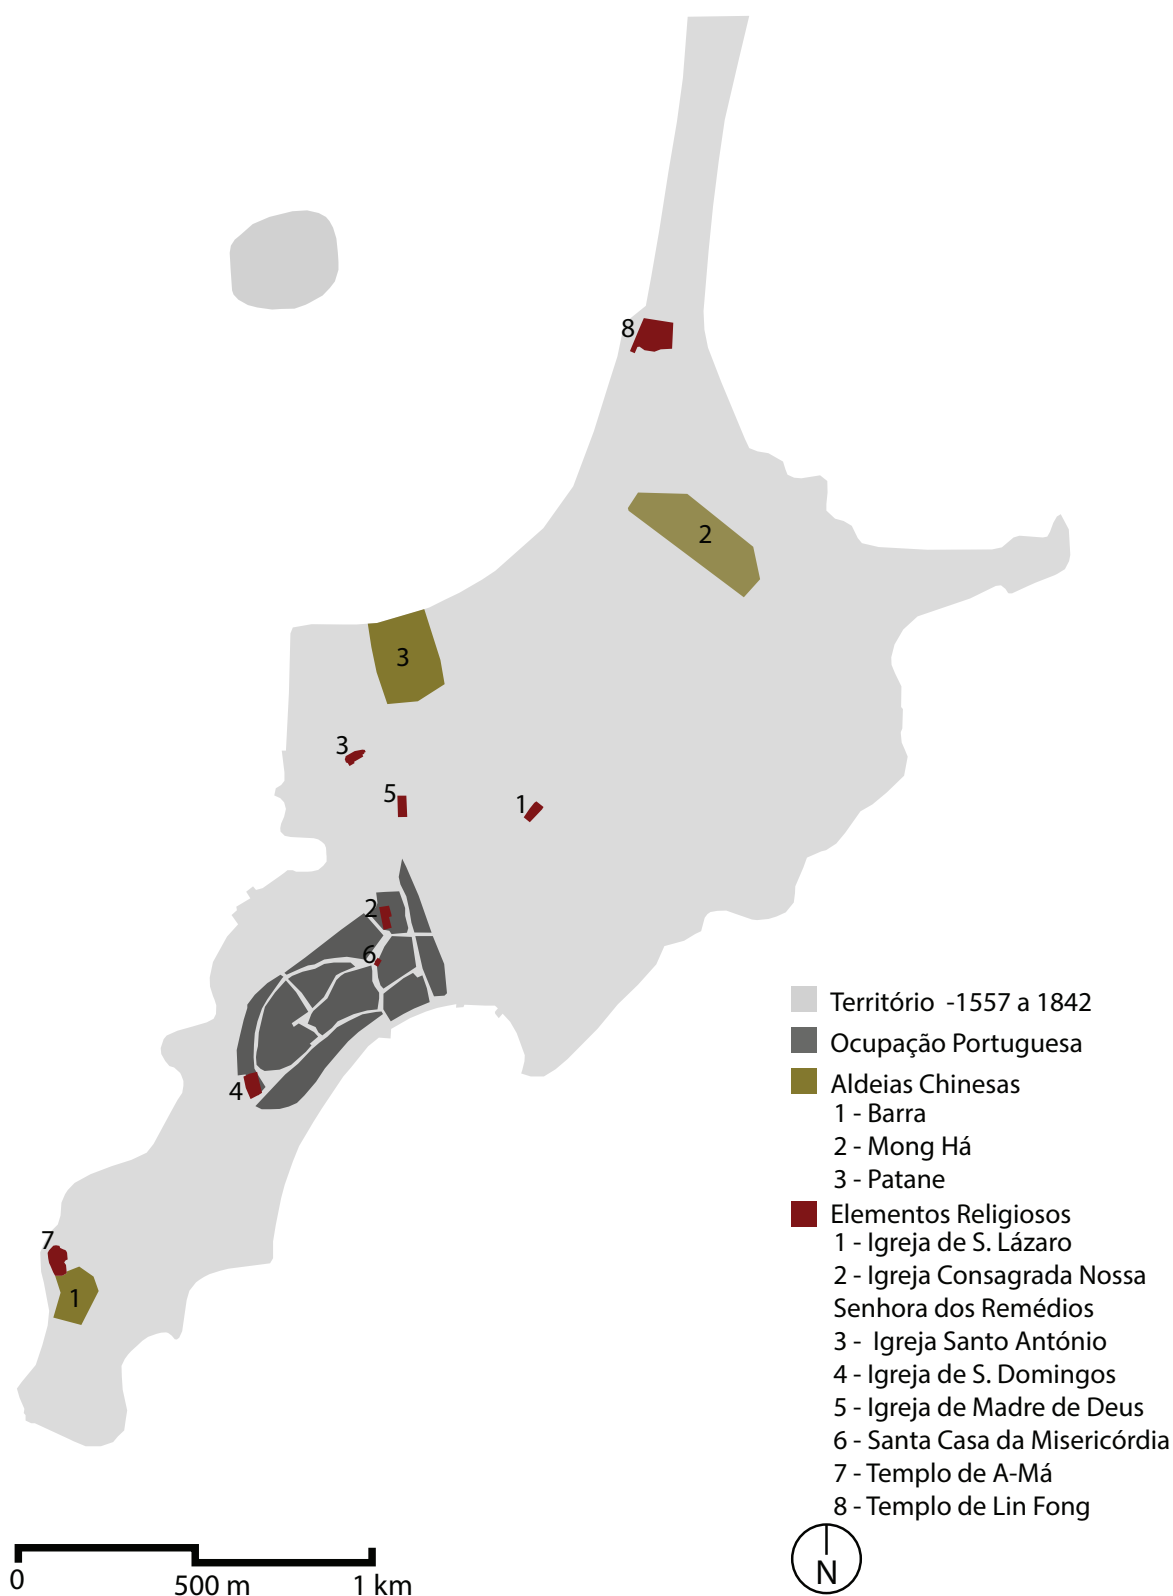 8
2
3
3
5
1
2
6
4
7
1
Território -1557 a 1842
Ocupação Portuguesa
Aldeias Chinesas
1 - Barra
2 - Mong Há
3 - Patane
Elementos Religiosos
1 - Igreja de S. Lázaro
2 - Igreja Consagrada Nossa
Senhora dos Remédios
3 - Igreja Santo António
4 - Igreja de S. Domingos
5 - Igreja de Madre de Deus
6 - Santa Casa da Misericórdia
7 - Templo de A-Má
8 - Templo de Lin Fong
N
0 500 m 1 km